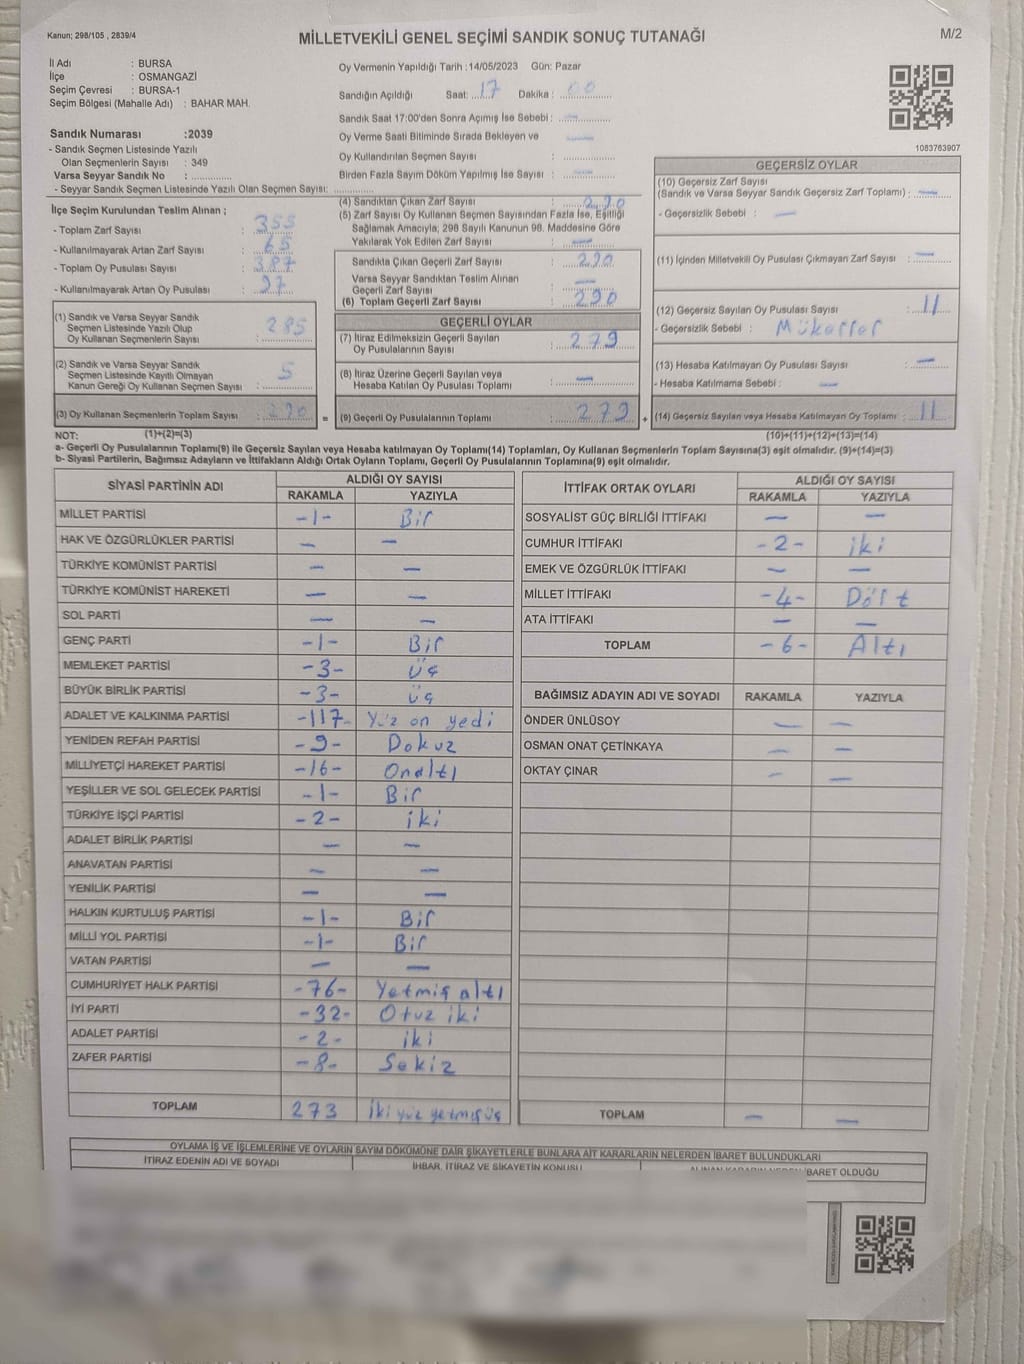 Kanun; 298/105 , 2839/4
MİLLETVEKİLİ GENEL SEÇİMİ SANDIK SONUÇ TUTANAĞI
M/2
İl Adı : BURSA
İlçe : OSMANGAZİ
Seçim Çevresi : BURSA-1
Seçim Bölgesi (Mahalle Adı) : BAHAR MAH.
Sandık Numarası :2039
- Sandık Seçmen Listesinde Yazılı
Olan Seçmenlerin Sayısı : 349
Varsa Seyyar Sandık No :
- Seyyar Sandık Seçmen Listesinde Yazılı Olan Seçmen Sayısı:
Oy Vermenin Yapıldığı Tarih :14/05/2023 Gün: Pazar
Sandığın Açıldığı Saat: 17 Dakika : 00
Sandık Saat 17:00'den Sonra Açılmış İse Sebebi : —
Oy Verme Saati Bitiminde Sırada Bekleyen ve —
Oy Kullandırılan Seçmen Sayısı :
Birden Fazla Sayım Döküm Yapılmış İse Sayısı : —
1083763907
İlçe Seçim Kurulundan Teslim Alınan ;
- Toplam Zarf Sayısı : 355
- Kullanılmayarak Artan Zarf Sayısı : 65
- Toplam Oy Pusulası Sayısı : 387
- Kullanılmayarak Artan Oy Pusulası : 97
(1) Sandık ve Varsa Seyyar Sandık
Seçmen Listesinde Yazılı Olup
Oy Kullanan Seçmenlerin Sayısı : 285
(2) Sandık ve Varsa Seyyar Sandık
Seçmen Listesinde Kayıtlı Olmayan
Kanun Gereği Oy Kullanan Seçmen Sayısı : 5
(3) Oy Kullanan Seçmenlerin Toplam Sayısı : 290
(1)+(2)=(3)
(4) Sandıktan Çıkan Zarf Sayısı : 290
(5) Zarf Sayısı Oy Kullanan Seçmen Sayısından Fazla İse, Eşitliği
Sağlamak Amacıyla, 298 Sayılı Kanunun 98. Maddesine Göre
Yakılarak Yok Edilen Zarf Sayısı : —
Sandıkta Çıkan Geçerli Zarf Sayısı : 290
Varsa Seyyar Sandıktan Teslim Alınan
Geçerli Zarf Sayısı : —
(6) Toplam Geçerli Zarf Sayısı : 290
GEÇERLİ OYLAR
(7) İtiraz Edilmeksizin Geçerli Sayılan
Oy Pusulalarının Sayısı : 279
(8) İtiraz Üzerine Geçerli Sayılan veya
Hesaba Katılan Oy Pusulası Toplamı : —
= (9) Geçerli Oy Pusulalarının Toplamı : 279
GEÇERSİZ OYLAR
(10) Geçersiz Zarf Sayısı
(Sandık ve Varsa Seyyar Sandık Geçersiz Zarf Toplamı) : —
- Geçersizlik Sebebi : —
(11) İçinden Milletvekili Oy Pusulası Çıkmayan Zarf Sayısı : —
(12) Geçersiz Sayılan Oy Pusulası Sayısı : 11
- Geçersizlik Sebebi : Mükerrer
(13) Hesaba Katılmayan Oy Pusulası Sayısı : —
- Hesaba Katılmama Sebebi : —
+ (14) Geçersiz Sayılan veya Hesaba Katılmayan Oy Toplamı : 11
(10)+(11)+(12)+(13)=(14)
NOT:
a- Geçerli Oy Pusulalarının Toplamı(9) ile Geçersiz Sayılan veya Hesaba katılmayan Oy Toplamı(14) Toplamları, Oy Kullanan Seçmenlerin Toplam Sayısına(3) eşit olmalıdır. (9)+(14)=(3)
b- Siyasi Partilerin, Bağımsız Adayların ve İttifakların Aldığı Ortak Oyların Toplamı, Geçerli Oy Pusulalarının Toplamına(9) eşit olmalıdır.
SİYASİ PARTİNİN ADI ALDIĞI OY SAYISI
RAKAMLA YAZIYLA
MİLLET PARTİSİ -1- Bir
HAK VE ÖZGÜRLÜKLER PARTİSİ — —
TÜRKİYE KOMÜNİST PARTİSİ — —
TÜRKİYE KOMÜNİST HAREKETİ — —
SOL PARTİ — —
GENÇ PARTİ -1- Bir
MEMLEKET PARTİSİ -3- Üç
BÜYÜK BİRLİK PARTİSİ -3- Üç
ADALET VE KALKINMA PARTİSİ -117- Yüz on yedi
YENİDEN REFAH PARTİSİ -9- Dokuz
MİLLİYETÇİ HAREKET PARTİSİ -16- Onaltı
YEŞİLLER VE SOL GELECEK PARTİSİ -1- Bir
TÜRKİYE İŞÇİ PARTİSİ -2- iki
ADALET BİRLİK PARTİSİ — —
ANAVATAN PARTİSİ — —
YENİLİK PARTİSİ — —
HALKIN KURTULUŞ PARTİSİ -1- Bir
MİLLİ YOL PARTİSİ -1- Bir
VATAN PARTİSİ — —
CUMHURİYET HALK PARTİSİ -76- Yetmiş altı
İYİ PARTİ -32- Otuz iki
ADALET PARTİSİ -2- iki
ZAFER PARTİSİ -8- Sekiz
TOPLAM 273 İki yüz yetmişüç
İTTİFAK ORTAK OYLARI ALDIĞI OY SAYISI
RAKAMLA YAZIYLA
SOSYALİST GÜÇ BİRLİĞİ İTTİFAKI — —
CUMHUR İTTİFAKI -2- iki
EMEK VE ÖZGÜRLÜK İTTİFAKI — —
MİLLET İTTİFAKI -4- Dört
ATA İTTİFAKI — —
TOPLAM -6- Altı
BAĞIMSIZ ADAYIN ADI VE SOYADI RAKAMLA YAZIYLA
ÖNDER ÜNLÜSOY — —
OSMAN ONAT ÇETİNKAYA — —
OKTAY ÇINAR — —
TOPLAM — —
OYLAMA İŞ VE İŞLEMLERİNE VE OYLARIN SAYIM DÖKÜMÜNE DAİR ŞİKAYETLERLE BUNLARA AİT KARARLARIN NELERDEN İBARET BULUNDUKLARI
İTİRAZ EDENİN ADI VE SOYADI İHBAR, İTİRAZ VE ŞİKAYETİN KONUSU İBARET OLDUĞU